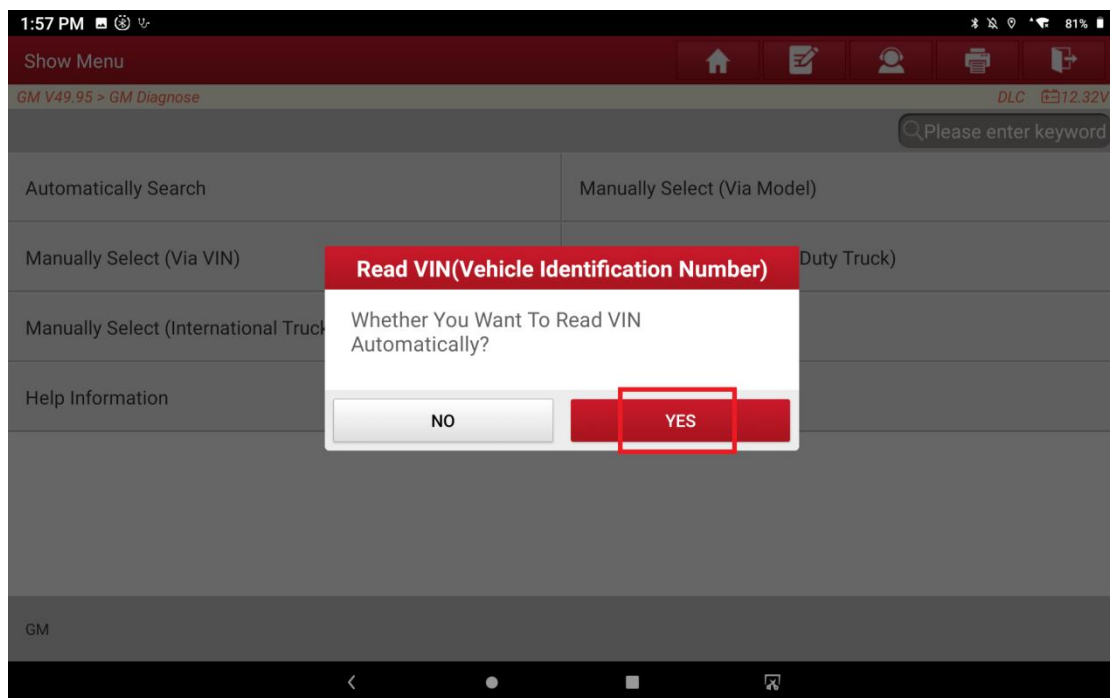 1:57 PM
81%
Show Menu
GM V49.95 > GM Diagnose
DLC 12.32V
Please enter keyword
Automatically Search
Manually Select (Via Model)
Manually Select (Via VIN)
Duty Truck)
Manually Select (International Truck
Help Information
Read VIN(Vehicle Identification Number)
Whether You Want To Read VIN
Automatically?
NO
YES
GM